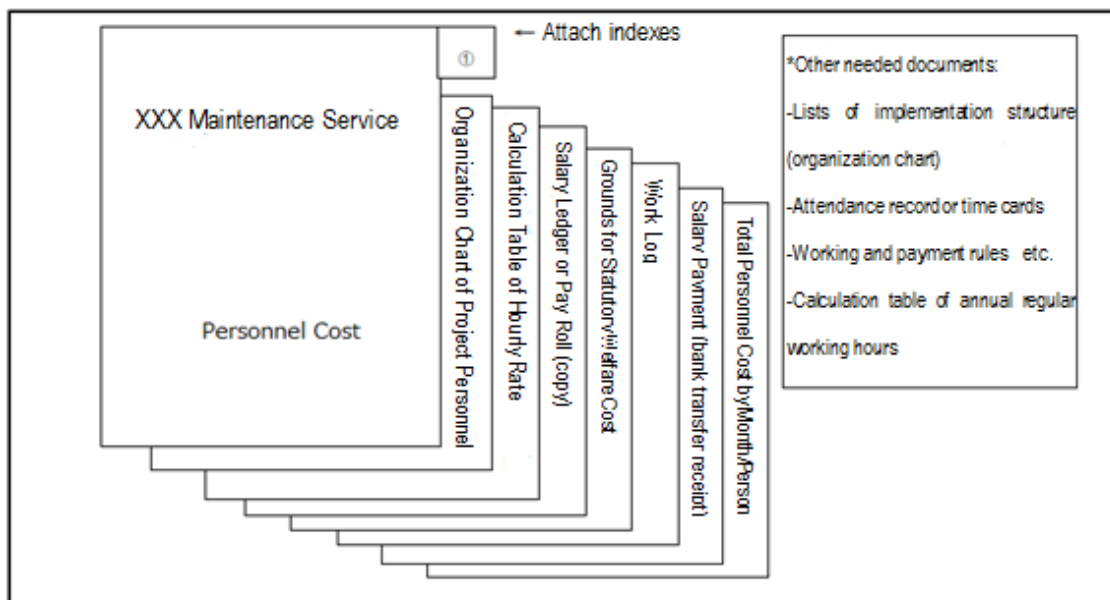 ← Attach indexes
①
XXX Maintenance Service
Personnel Cost
Organization Chart of Project Personnel
Calculation Table of Hourly Rate
Salary Ledger or Pay Roll (copy)
Grounds for Statutory Welfare Cost
Work Log
Salary Payment (bank transfer receipt)
Total Personnel Cost by Month/Person
*Other needed documents:
-Lists of implementation structure
(organization chart)
-Attendance record or time cards
-Working and payment rules etc.
-Calculation table of annual regular
working hours